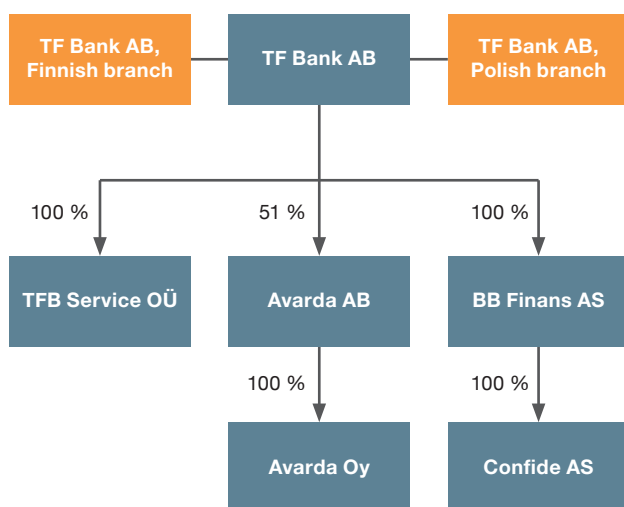 TF Bank AB,
Finnish branch
TF Bank AB
TF Bank AB,
Polish branch
100 %
51 %
100 %
TFB Service OÜ
Avarda AB
BB Finans AS
100 %
100 %
Avarda Oy
Confide AS